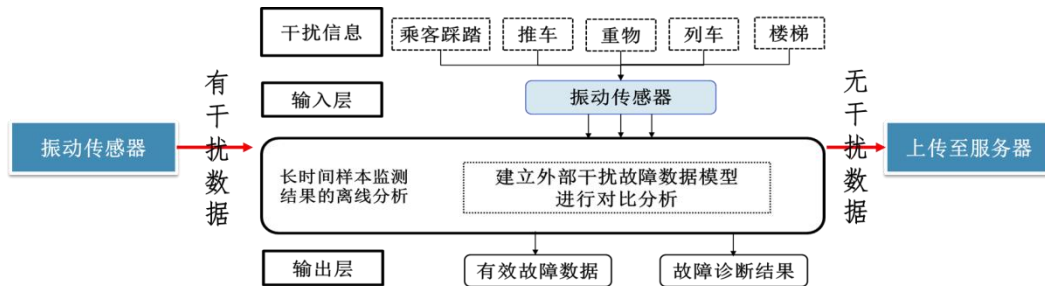 干扰信息
乘客踩踏
推车
重物
列车
楼梯
输入层
振动传感器
振动传感器
有干扰数据
长时间样本监测
结果的离线分析
建立外部干扰故障数据模型
进行对比分析
无干扰数据
上传至服务器
输出层
有效故障数据
故障诊断结果